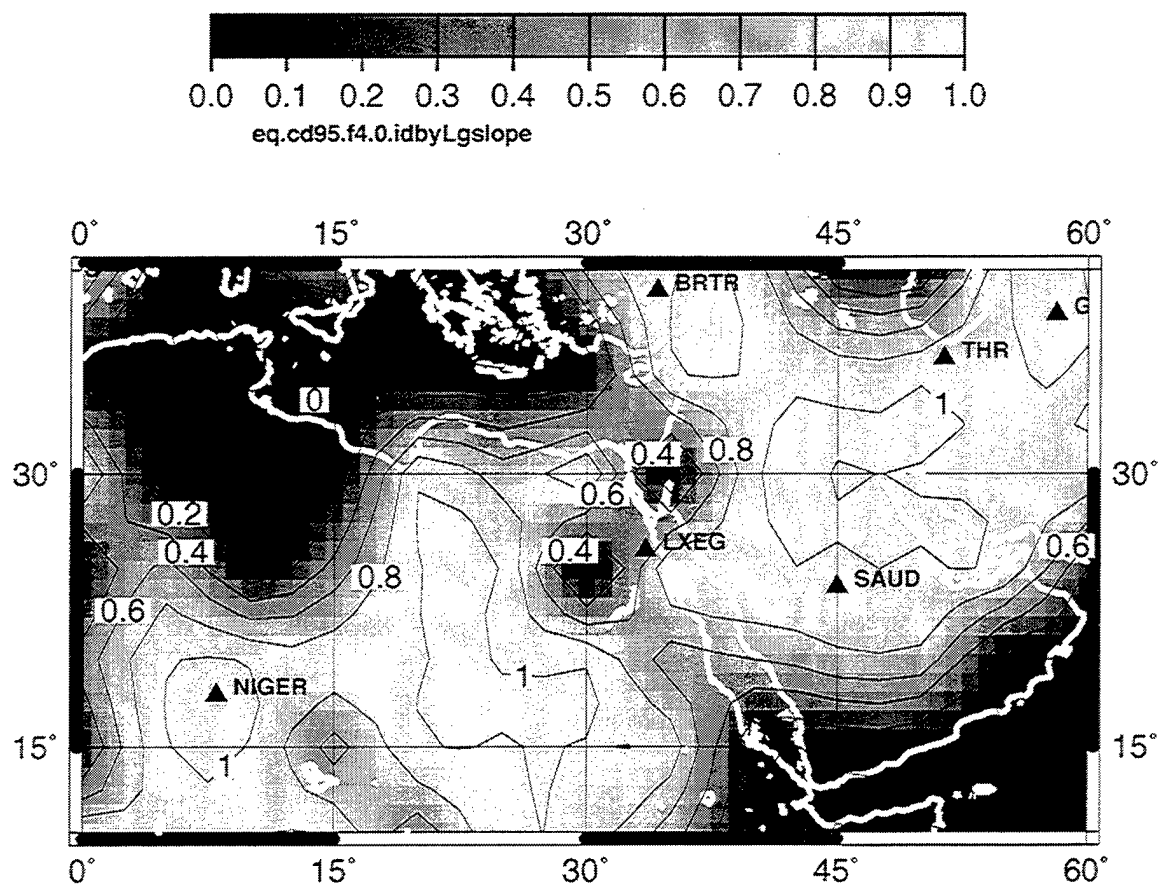 0.0 0.1 0.2 0.3 0.4 0.5 0.6 0.7 0.8 0.9 1.0
eq.cd95.f4.0.idbyLgslope
0° 15° 30° 45° 60°
BRTR
G
THR
0
1
0.4 0.8
30° 30°
0.6
0.2
LXEG
0.4 0.4 0.6
0.8 SAUD
0.6
NIGER 1
15° 15°
1
0° 15° 30° 45° 60°